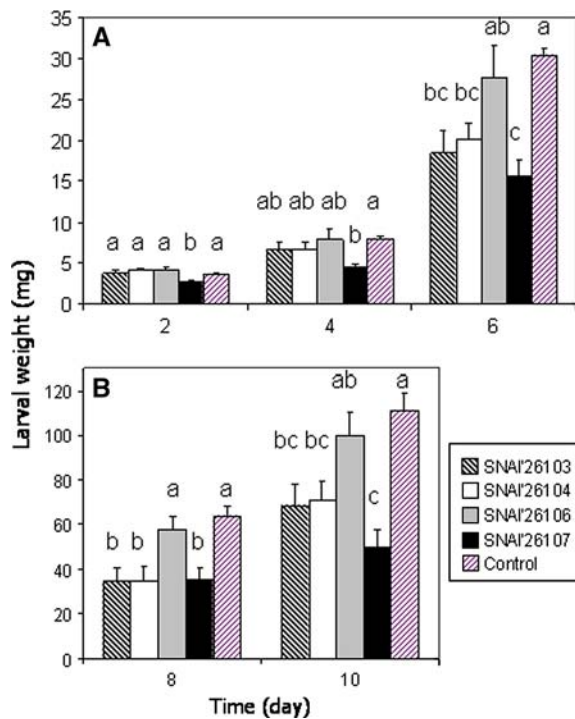 A
35
30
25
20
15
10
5
0
a a a b a
ab ab ab b a
bc bc ab c a
2 4 6
Larval weight (mg)
B
120
100
80
60
40
20
0
b b a b a
bc bc ab c a
8 10
Time (day)
SNAI'26103
SNAI'26104
SNAI'26106
SNAI'26107
Control